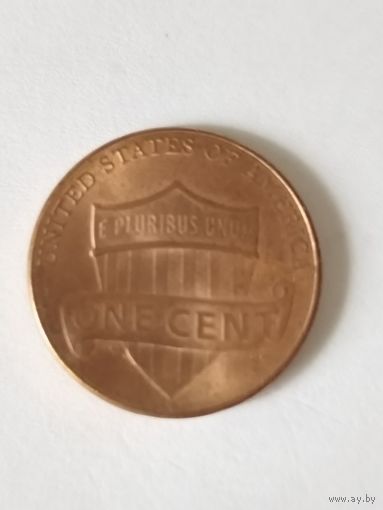 UNITED STATES OF AMERICA
E PLURIBUS UNUM
ONE CENT
www.ay.by